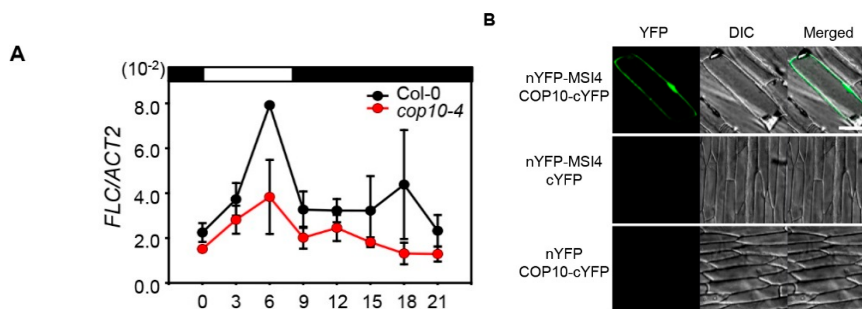 A
(10-2)
Col-0
cop10-4
FLC/ACT2
8.0
6.0
4.0
2.0
0.0
0 3 6 9 12 15 18 21
B
YFP DIC Merged
nYFP-MSI4
COP10-cYFP
nYFP-MSI4
cYFP
nYFP
COP10-cYFP